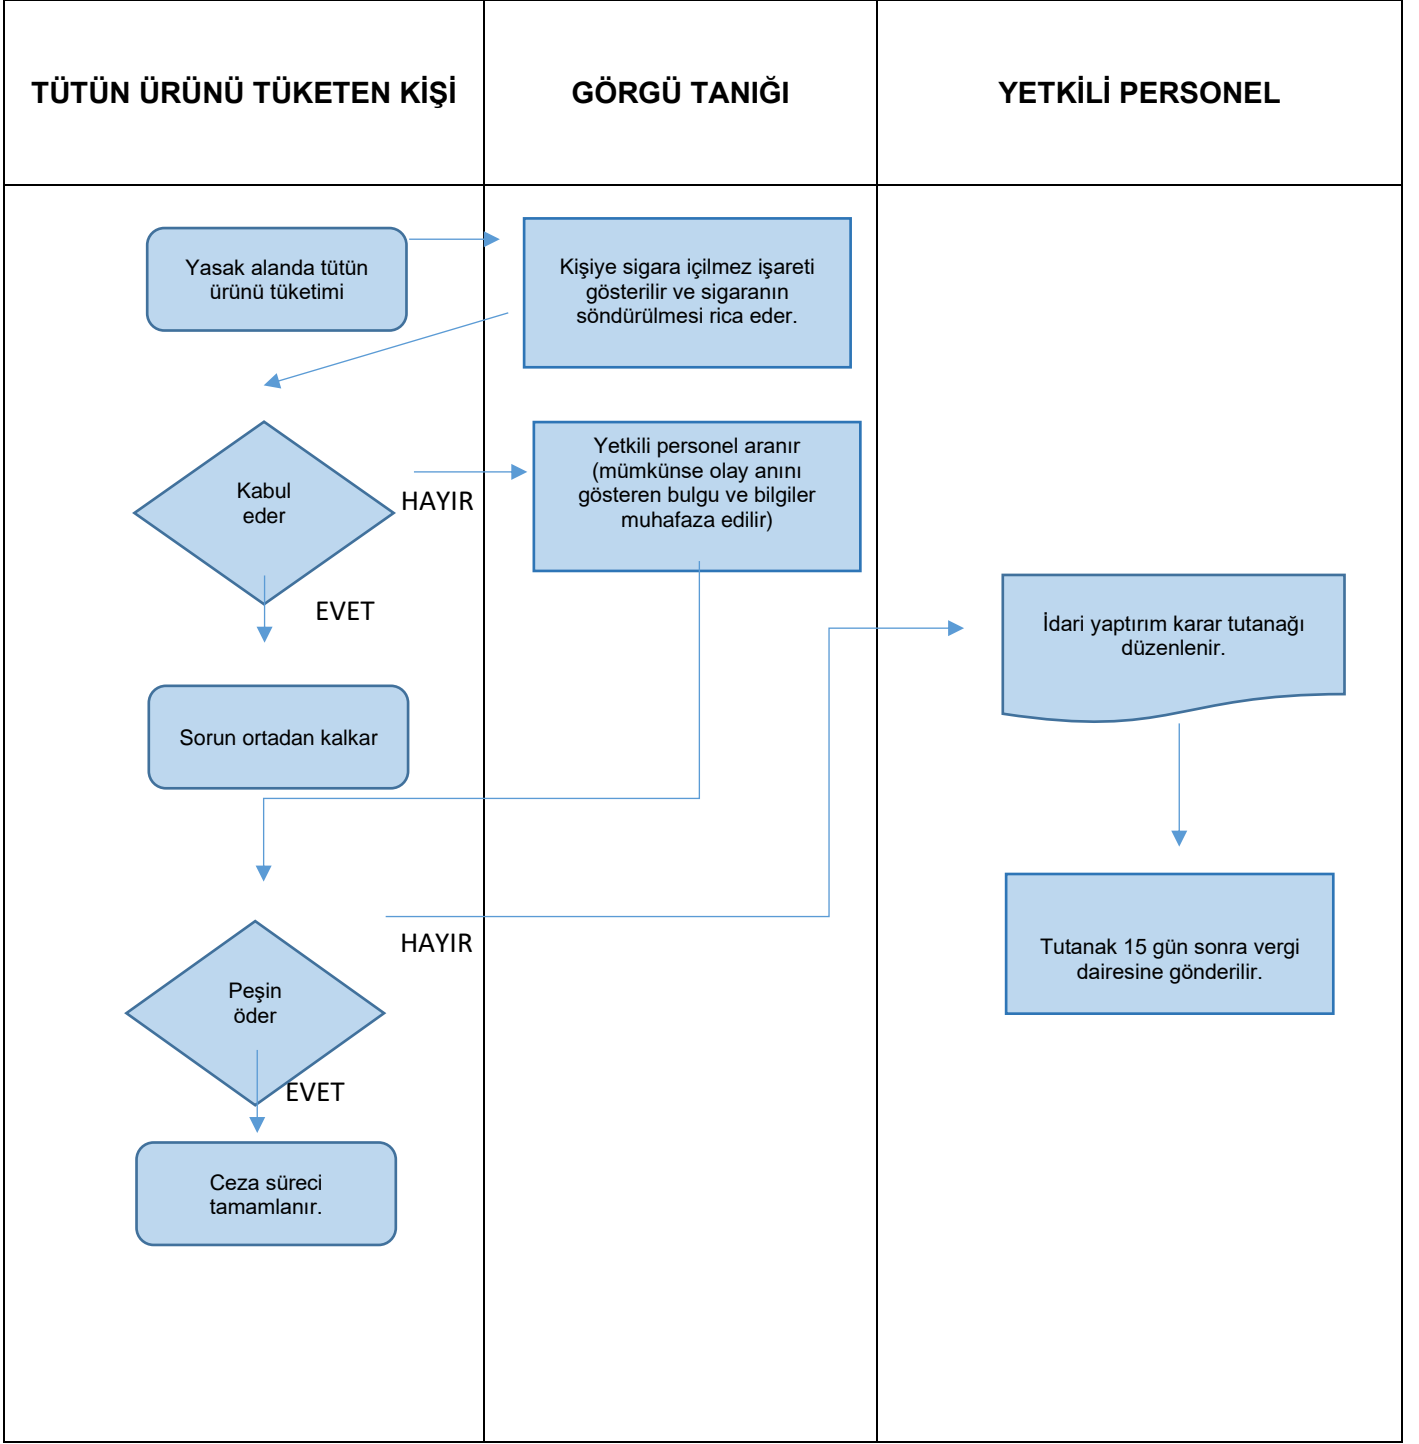 TÜTÜN ÜRÜNÜ TÜKETEN KİŞİ
GÖRGÜ TANIĞI
YETKİLİ PERSONEL
Yasak alanda tütün
ürünü tüketimi
Kişiye sigara içilmez işareti
gösterilir ve sigaranın
söndürülmesi rica eder.
Kabul
eder
HAYIR
Yetkili personel aranır
(mümkünse olay anını
gösteren bulgu ve bilgiler
muhafaza edilir)
EVET
İdari yaptırım karar tutanağı
düzenlenir.
Sorun ortadan kalkar
HAYIR
Peşin
öder
Tutanak 15 gün sonra vergi
dairesine gönderilir.
EVET
Ceza süreci
tamamlanır.